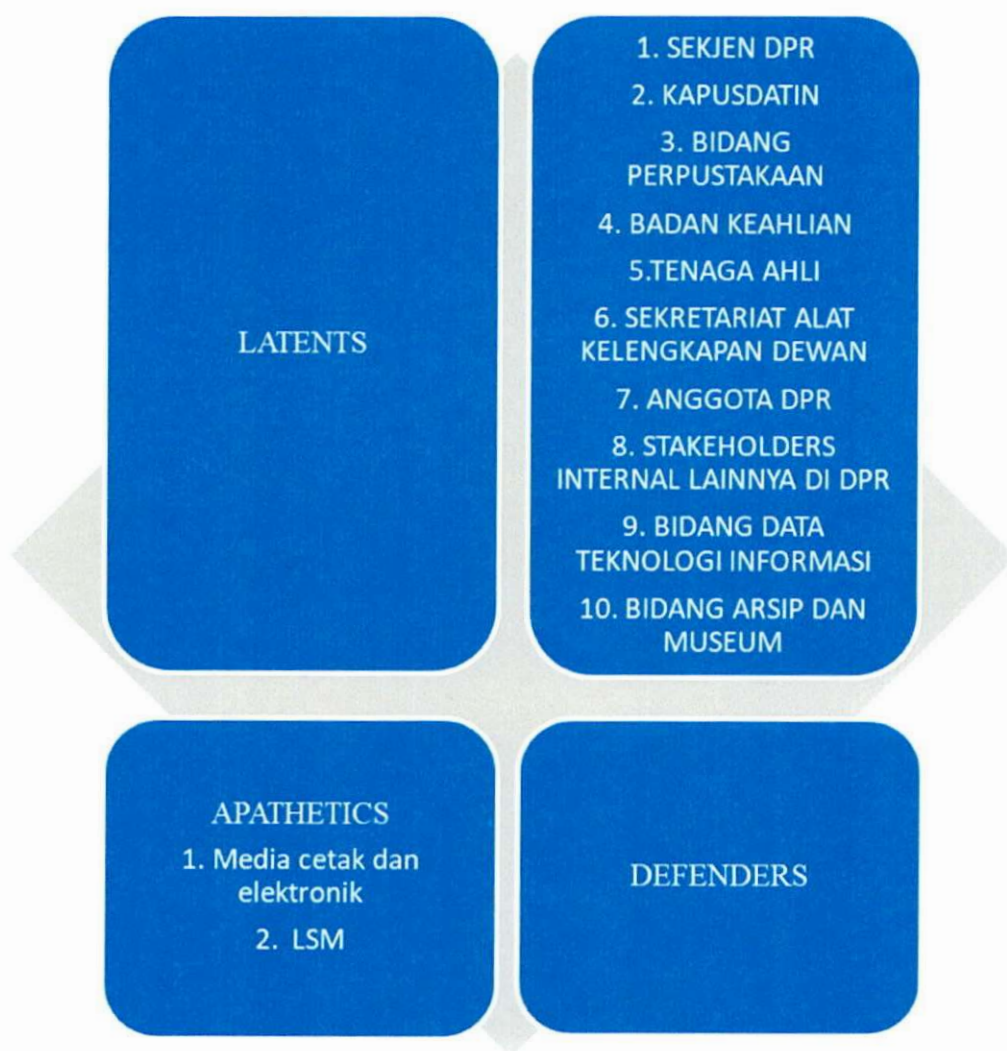 LATENTS
1. SEKJEN DPR
2. KAPUSDATIN
3. BIDANG
PERPUSTAKAAN
4. BADAN KEAHLIAN
5.TENAGA AHLI
6. SEKRETARIAT ALAT
KELENGKAPAN DEWAN
7. ANGGOTA DPR
8. STAKEHOLDERS
INTERNAL LAINNYA DI DPR
9. BIDANG DATA
TEKNOLOGI INFORMASI
10. BIDANG ARSIP DAN
MUSEUM
APATHETICS
1. Media cetak dan
elektronik
2. LSM
DEFENDERS